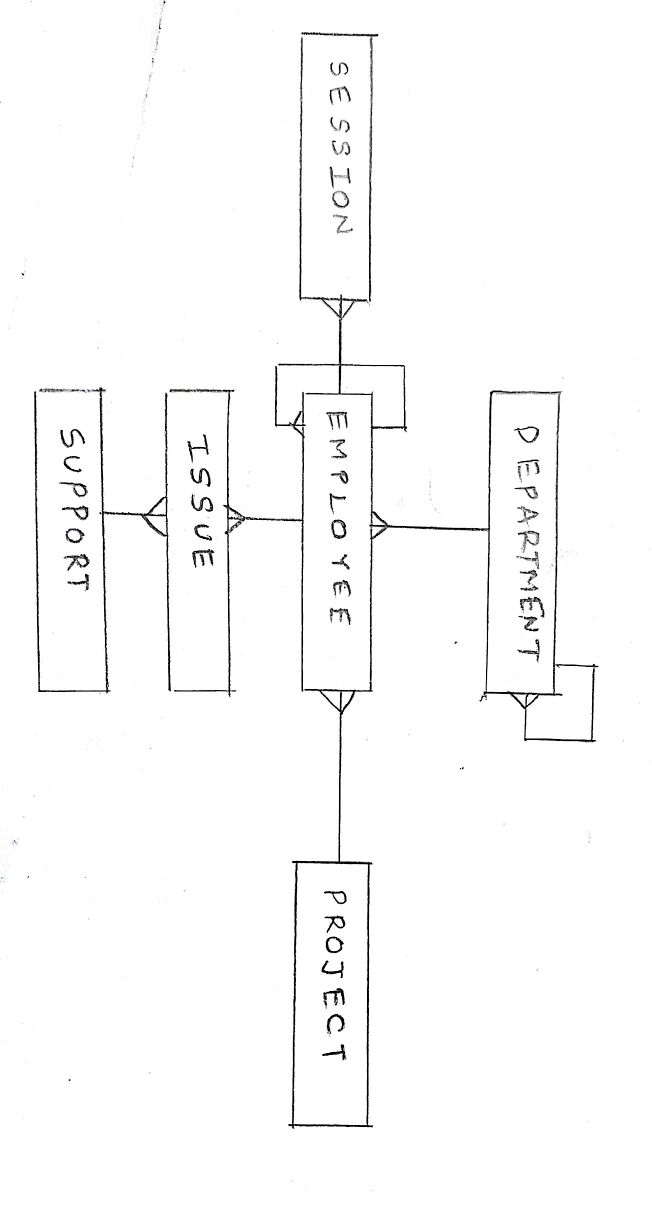 DEPARTMENT
SESSION
EMPLOYEE
PROJECT
ISSUE
SUPPORT